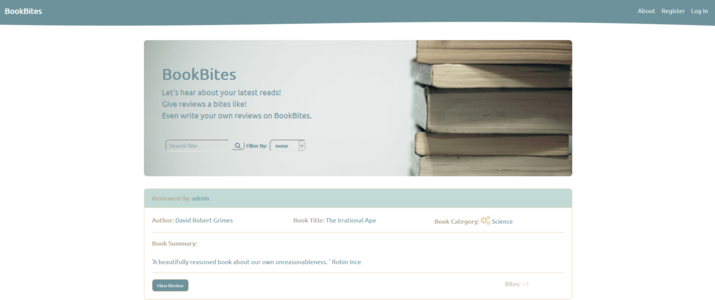 BookBites
About Register Log In
BookBites
Let's hear about your latest reads!
Give reviews a bites like!
Even write your own reviews on BookBites.
Search Site Filter By: none
Reviewed By: admin
Author: David Robert Grimes Book Title: The Irrational Ape Book Category: Science
Book Summary:
'A beautifully reasoned book about our own unreasonableness. ' Robin Ince
View Review Bites: